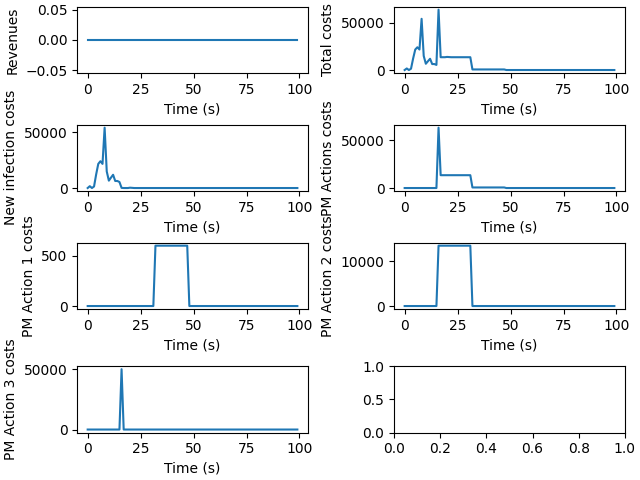 Revenues
0.05
0.00
−0.05
0 25 50 75 100
Time (s)
Total costs
50000
0
0 25 50 75 100
Time (s)
New infection costs
50000
0
0 25 50 75 100
Time (s)
PM Actions costs
50000
0
0 25 50 75 100
Time (s)
PM Action 1 costs
500
0
0 25 50 75 100
Time (s)
PM Action 2 costs
10000
0
0 25 50 75 100
Time (s)
PM Action 3 costs
50000
0
0 25 50 75 100
Time (s)
1.0
0.5
0.0
0.0 0.2 0.4 0.6 0.8 1.0